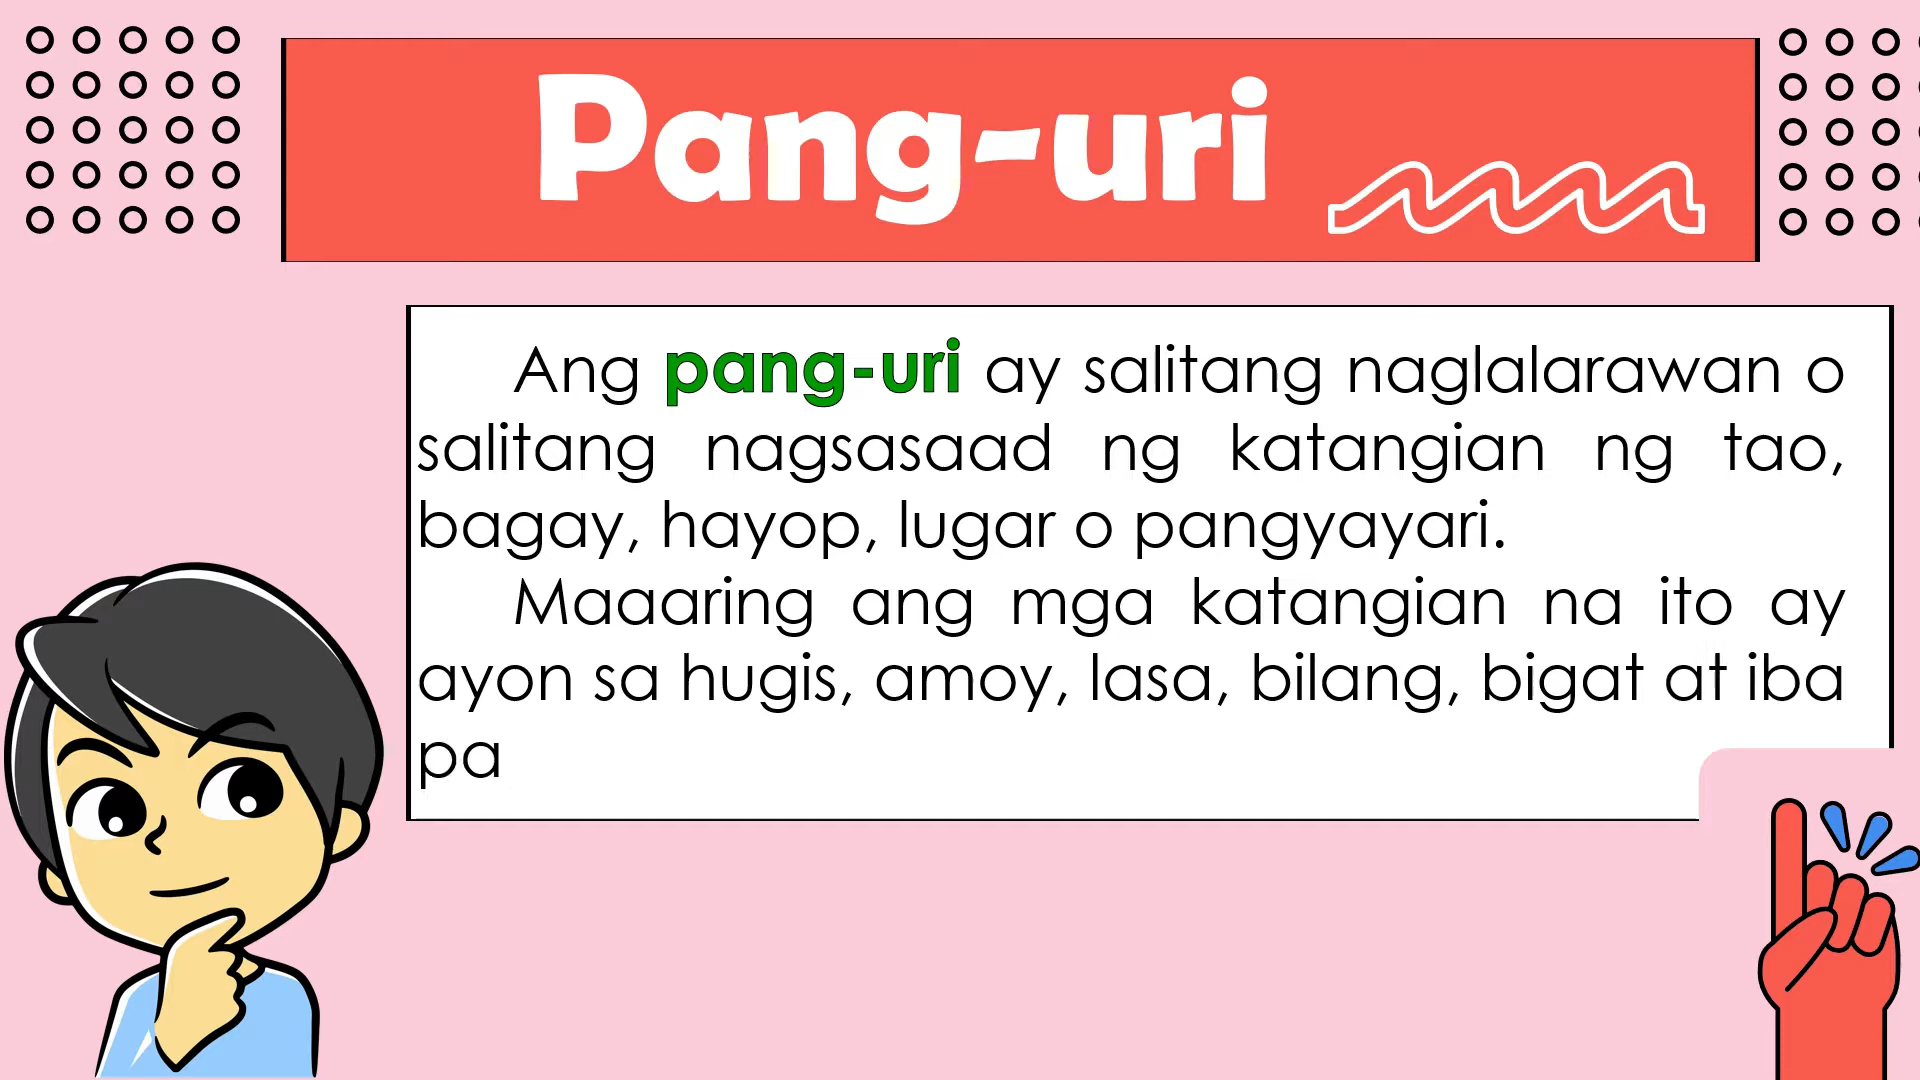 Pang-uri
Ang pang-uri ay salitang naglalarawan o
salitang nagsasaad ng katangian ng tao,
bagay, hayop, lugar o pangyayari.
Maaaring ang mga katangian na ito ay
ayon sa hugis, amoy, lasa, bilang, bigat at iba
pa